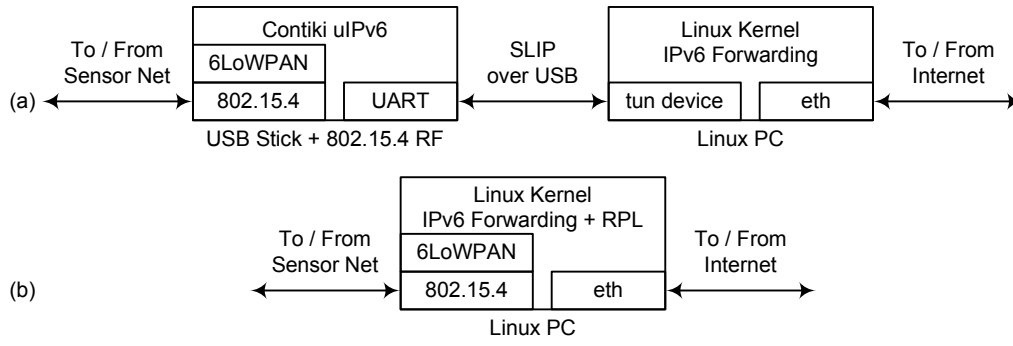 Contiki uIPv6
6LoWPAN
802.15.4
UART
USB Stick + 802.15.4 RF
To / From
Sensor Net
SLIP
over USB
Linux Kernel
IPv6 Forwarding
tun device
eth
Linux PC
To / From
Internet
(a)
Linux Kernel
IPv6 Forwarding + RPL
6LoWPAN
802.15.4
eth
Linux PC
To / From
Sensor Net
To / From
Internet
(b)